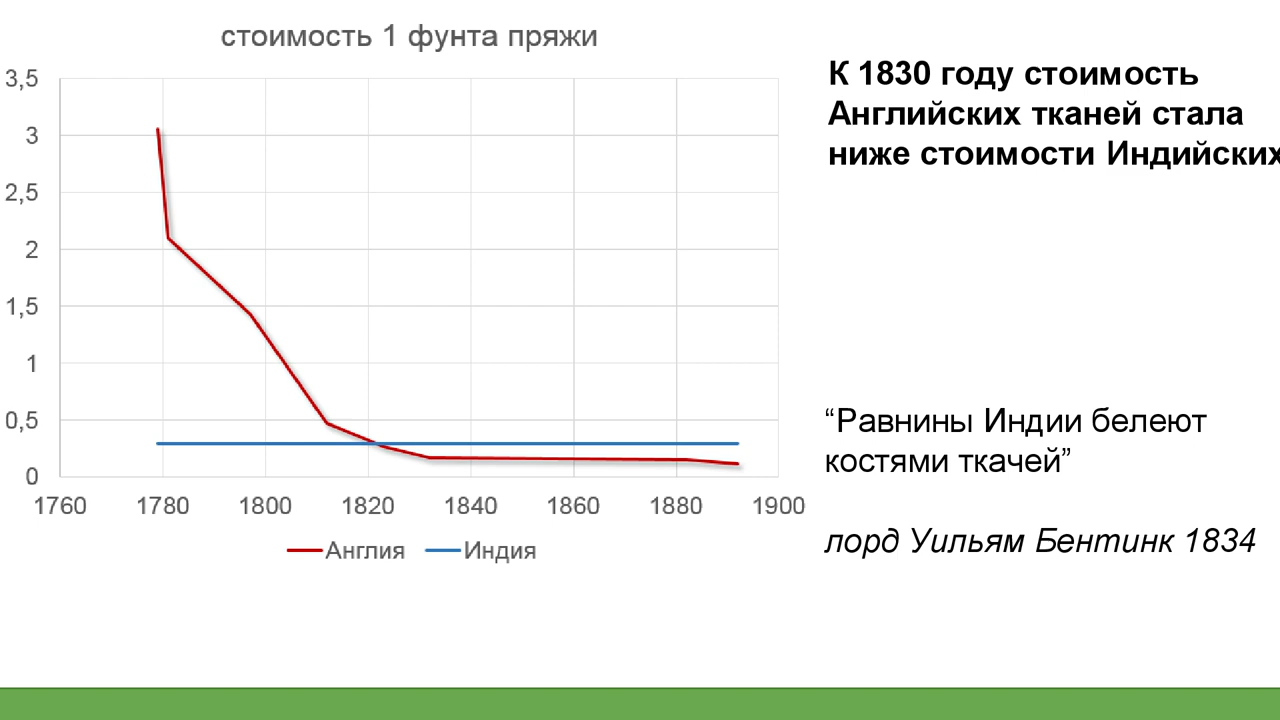 стоимость 1 фунта пряжи
3,5
3
2,5
2
1,5
1
0,5
0
1760 1780 1800 1820 1840 1860 1880 1900
Англия Индия
К 1830 году стоимость
Английских тканей стала
ниже стоимости Индийских
“Равнины Индии белеют
костями ткачей”
лорд Уильям Бентинк 1834